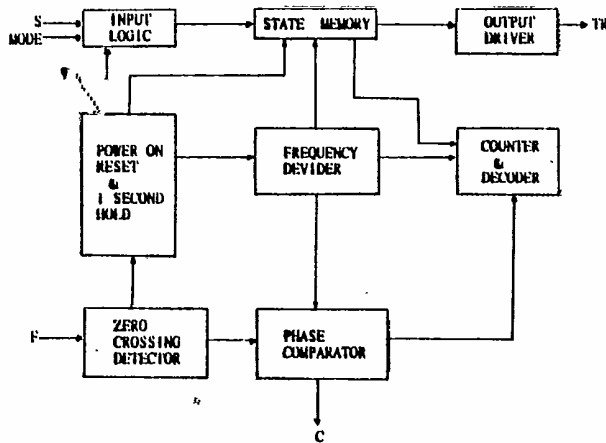 S
MODE
INPUT
LOGIC
STATE MEMORY
OUTPUT
DRIVER
TR
POWER ON
RESET
&
1 SECOND
HOLD
FREQUENCY
DEVIDER
COUNTER
&
DECODER
F
ZERO
CROSSING
DETECTOR
PHASE
COMPARATOR
C